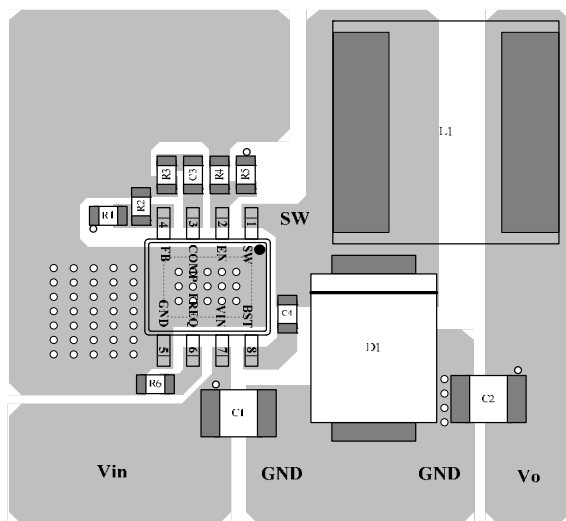 L1
R3
C3
R4
R5
R1
R2
SW
4
3
2
1
FB
COMP
EN
SW
GND
FREQ
VIN
BST
5
6
7
8
C4
D1
R6
C1
C2
Vin
GND
GND
Vo